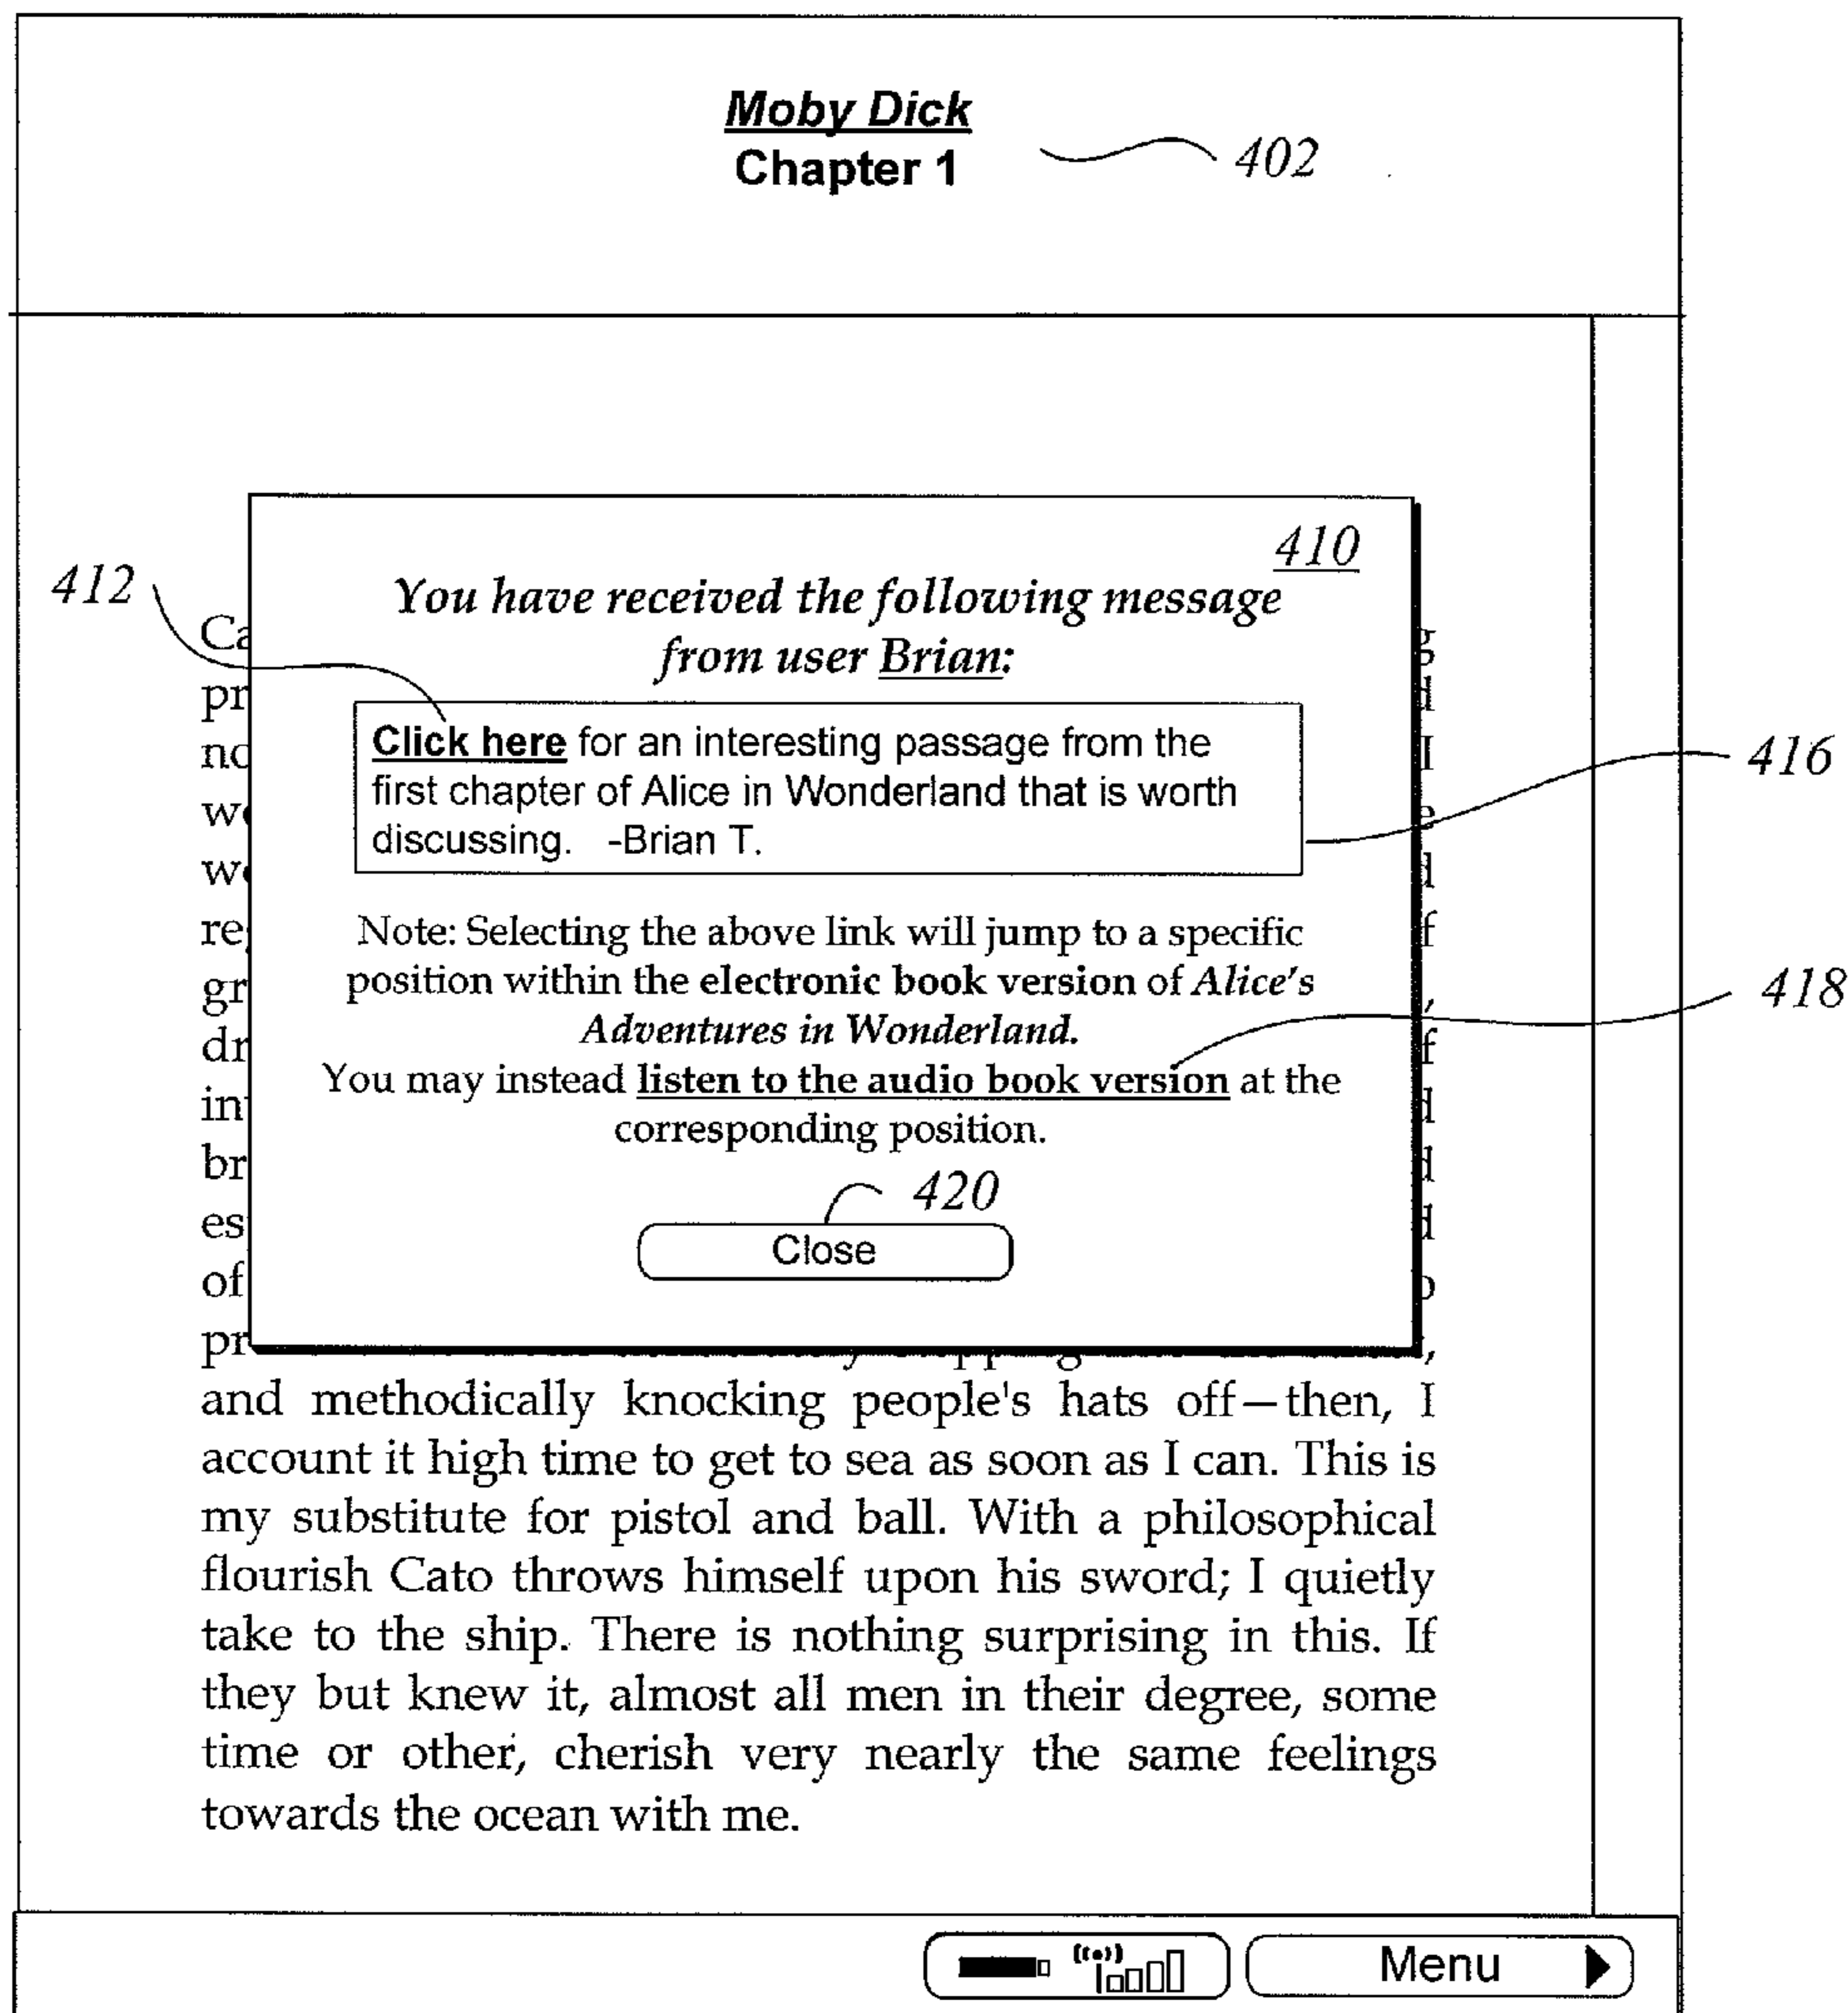 Moby Dick
Chapter 1
402
410
412
You have received the following message
from user Brian:
Click here for an interesting passage from the
first chapter of Alice in Wonderland that is worth
discussing. -Brian T.
416
Note: Selecting the above link will jump to a specific
position within the electronic book version of Alice's
Adventures in Wonderland.
418
You may instead listen to the audio book version at the
corresponding position.
420
Close
and methodically knocking people's hats off—then, I
account it high time to get to sea as soon as I can. This is
my substitute for pistol and ball. With a philosophical
flourish Cato throws himself upon his sword; I quietly
take to the ship. There is nothing surprising in this. If
they but knew it, almost all men in their degree, some
time or other, cherish very nearly the same feelings
towards the ocean with me.
Menu